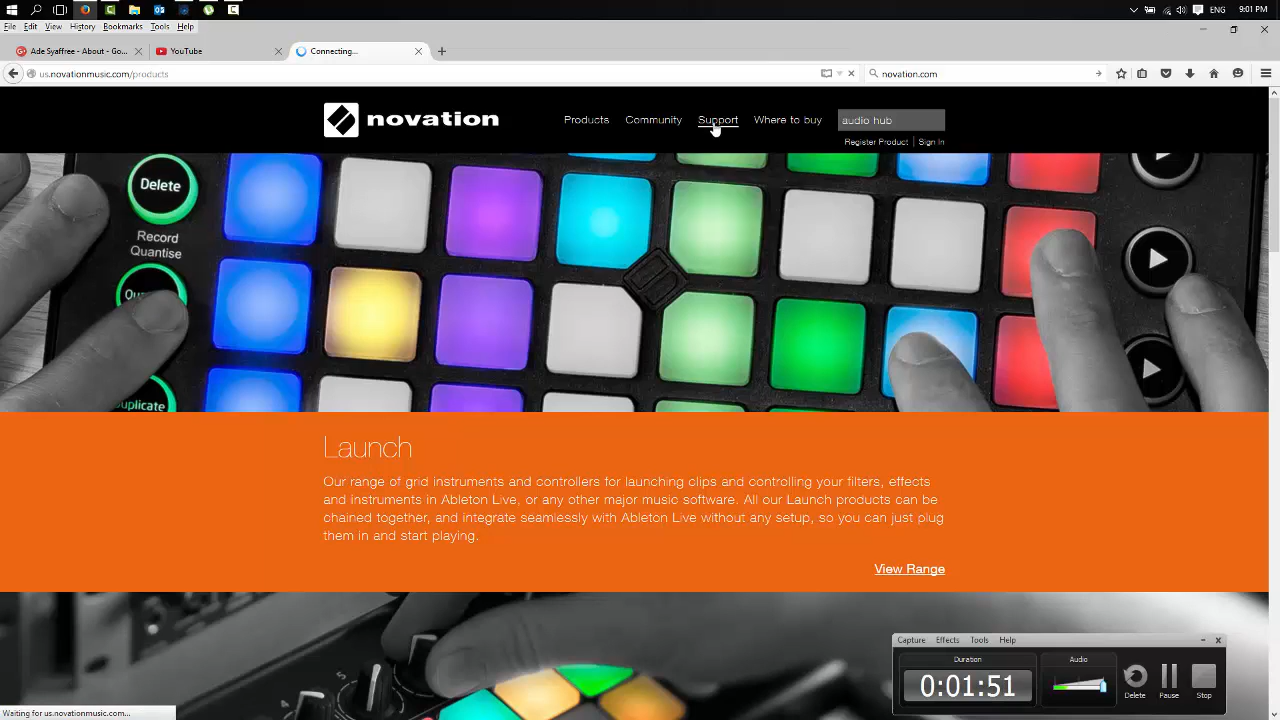 ENG 9:01 PM
File Edit View History Bookmarks Tools Help
Ade Syaffree - About - Go... YouTube Connecting...
us.novationmusic.com/products novation.com
novation Products Community Support Where to buy audio hub
Register Product | Sign In
Delete
Record
Quantise
Launch
Our range of grid instruments and controllers for launching clips and controlling your filters, effects
and instruments in Ableton Live, or any other major music software. All our Launch products can be
chained together, and integrate seamlessly with Ableton Live without any setup, so you can just plug
them in and start playing.
View Range
Capture Effects Tools Help
Duration Audio
0:01:51
Delete Pause Stop
5
Waiting for us.novationmusic.com...